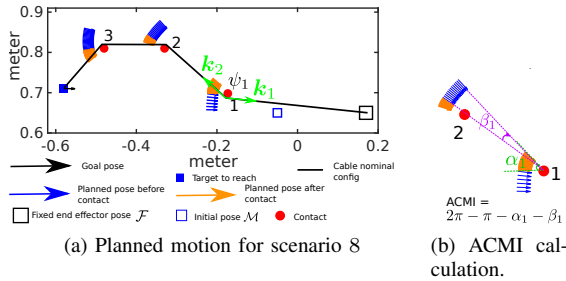 0.9
0.8
0.7
0.6
meter
-0.6
-0.4
-0.2
0
0.2
meter
3
2
k₂
ψ₁
k₁
1
β₁
2
α₁
1
Goal pose
Target to reach
Cable nominal config
Planned pose before contact
Planned pose after contact
Fixed end effector pose 𝓕
Initial pose 𝓜
Contact
ACMI =
2π − π − α₁ − β₁
(a) Planned motion for scenario 8
(b) ACMI cal-
culation.